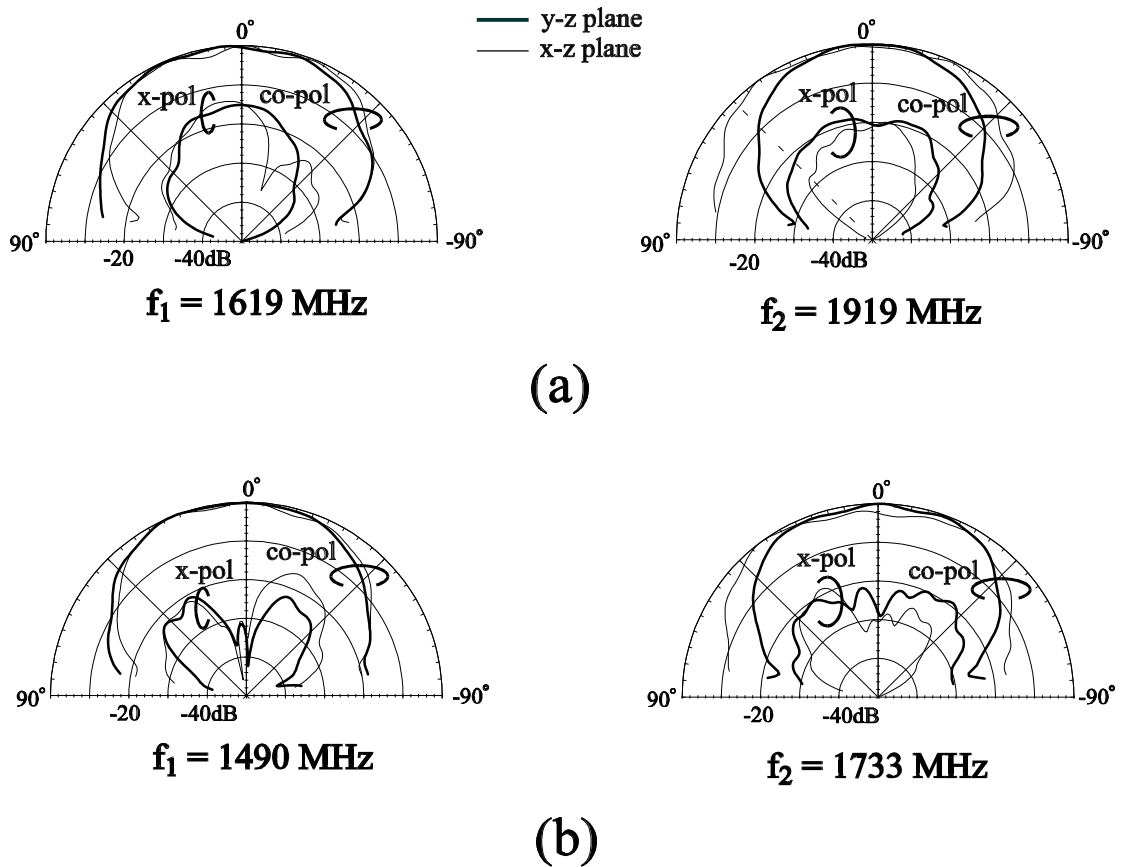 y-z plane
x-z plane
0°
x-pol co-pol
90° -90°
-20 -40dB
f₁ = 1619 MHz
0°
x-pol co-pol
90° -90°
-20 -40dB
f₂ = 1919 MHz
(a)
0°
x-pol co-pol
90° -90°
-20 -40dB
f₁ = 1490 MHz
0°
x-pol co-pol
90° -90°
-20 -40dB
f₂ = 1733 MHz
(b)